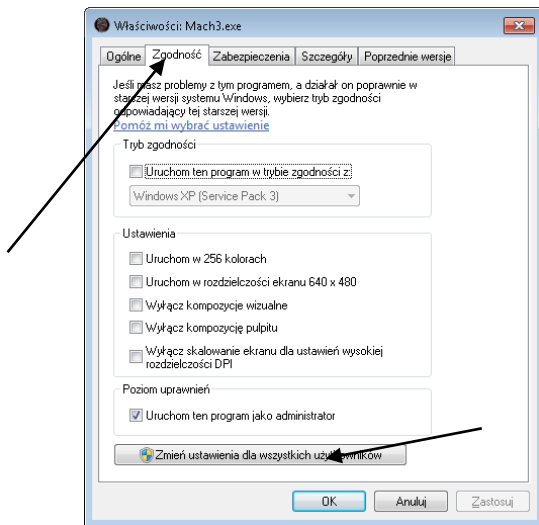 Właściwości: Mach3.exe
Ogólne Zgodność Zabezpieczenia Szczegóły Poprzednie wersje
Jeśli masz problemy z tym programem, a działał on poprawnie w
starszej wersji systemu Windows, wybierz tryb zgodności
odpowiadający tej starszej wersji.
Pomóż mi wybrać ustawienie
Tryb zgodności
Uruchom ten program w trybie zgodności z:
Windows XP (Service Pack 3)
Ustawienia
Uruchom w 256 kolorach
Uruchom w rozdzielczości ekranu 640 x 480
Wyłącz kompozycje wizualne
Wyłącz kompozycję pulpitu
Wyłącz skalowanie ekranu dla ustawień wysokiej
rozdzielczości DPI
Poziom uprawnień
Uruchom ten program jako administrator
Zmień ustawienia dla wszystkich użytkowników
OK Anuluj Zastosuj